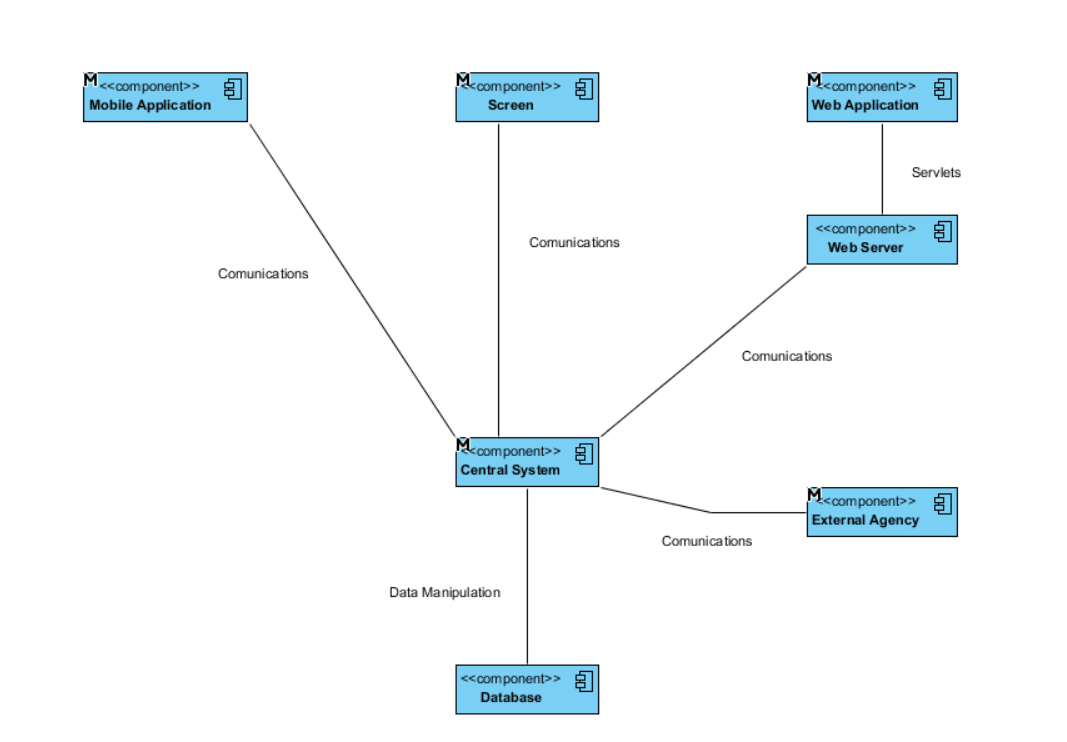 M
<<component>>
Mobile Application
M
<<component>>
Screen
M
<<component>>
Web Application
Servlets
<<component>>
Web Server
Comunications
Comunications
Comunications
M
<<component>>
Central System
M
<<component>>
External Agency
Comunications
Data Manipulation
<<component>>
Database